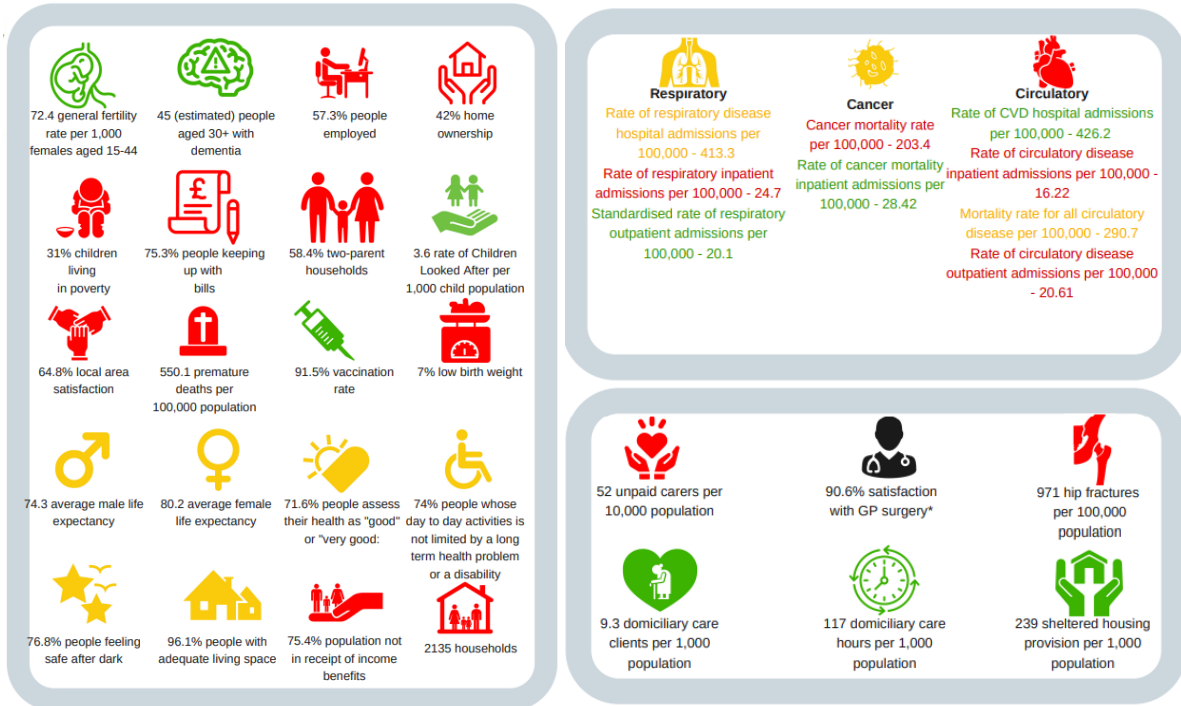 72.4 general fertility
rate per 1,000
females aged 15-44
45 (estimated) people
aged 30+ with
dementia
57.3% people
employed
42% home
ownership
31% children
living
in poverty
£
75.3% people keeping
up with
bills
58.4% two-parent
households
3.6 rate of Children
Looked After per
1,000 child population
64.8% local area
satisfaction
550.1 premature
deaths per
100,000 population
91.5% vaccination
rate
7% low birth weight
74.3 average male life
expectancy
80.2 average female
life expectancy
71.6% people assess
their health as "good"
or "very good:
74% people whose
day to day activities is
not limited by a long
term health problem
or a disability
76.8% people feeling
safe after dark
96.1% people with
adequate living space
75.4% population not
in receipt of income
benefits
2135 households
Respiratory
Rate of respiratory disease
hospital admissions per
100,000 - 413.3
Rate of respiratory inpatient
admissions per 100,000 - 24.7
Standardised rate of respiratory
outpatient admissions per
100,000 - 20.1
Cancer
Cancer mortality rate
per 100,000 - 203.4
Rate of cancer mortality
inpatient admissions per
100,000 - 28.42
Circulatory
Rate of CVD hospital admissions
per 100,000 - 426.2
Rate of circulatory disease
inpatient admissions per 100,000 -
16.22
Mortality rate for all circulatory
disease per 100,000 - 290.7
Rate of circulatory disease
outpatient admissions per 100,000
- 20.61
52 unpaid carers per
10,000 population
90.6% satisfaction
with GP surgery*
971 hip fractures
per 100,000
population
9.3 domiciliary care
clients per 1,000
population
117 domiciliary care
hours per 1,000
population
239 sheltered housing
provision per 1,000
population